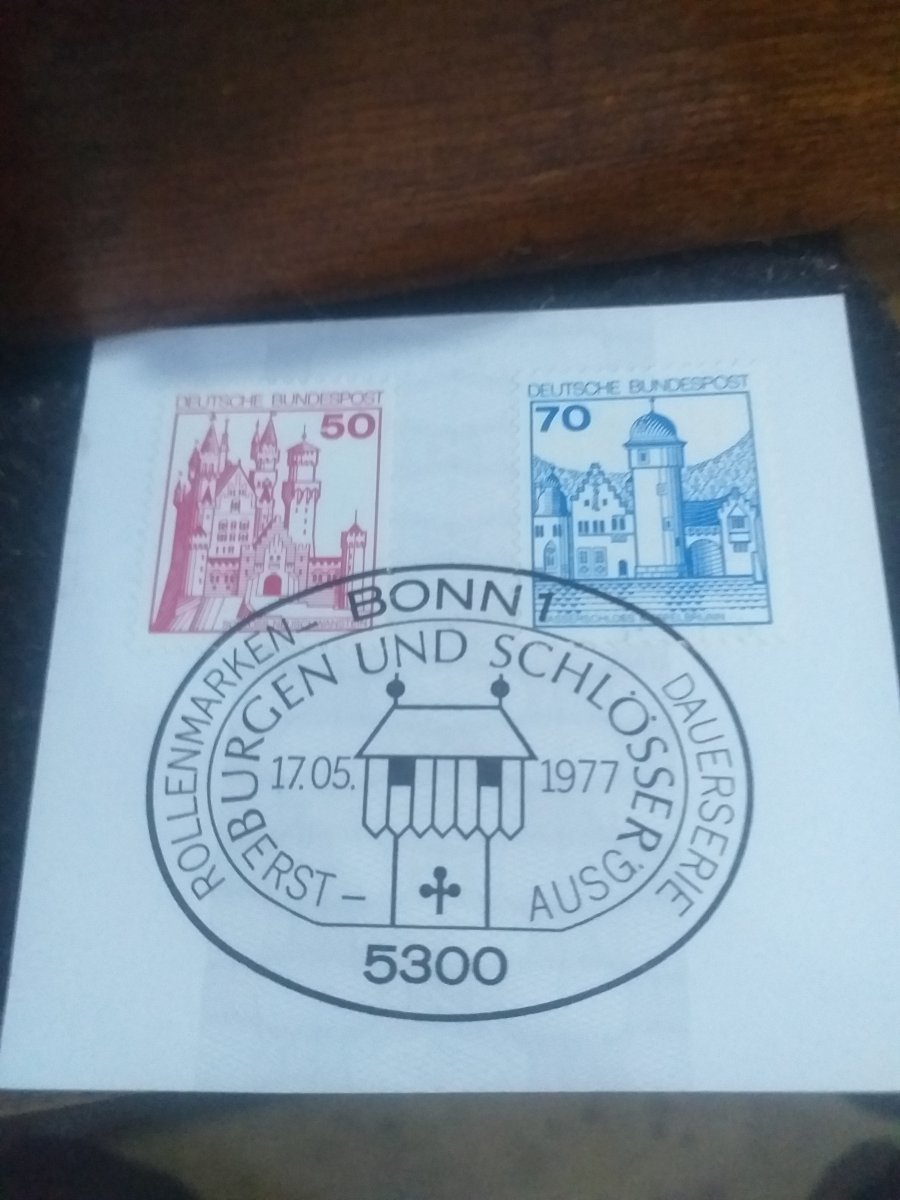 DEUTSCHE BUNDESPOST
50
DEUTSCHE BUNDESPOST
70
BONN 1
ROLLENMARKEN-
DAUERSERIE
BURGEN UND SCHLÖSSER
17.05.
1977
ERST-
AUSG.
5300